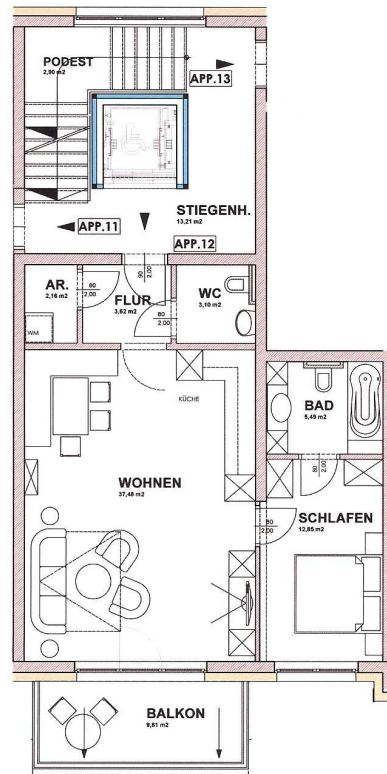 PODEST
2,90 m2
APP.13
STIEGENH.
13,21 m2
APP.11
APP.12
90
2,00
AR.
2,16 m2
80
2,00
FLUR
3,62 m2
WC
3,10 m2
80
2,00
WM
KÜCHE
BAD
5,49 m2
80
2,00
WOHNEN
37,48 m2
SCHLAFEN
12,85 m2
80
2,00
BALKON
9,81 m2